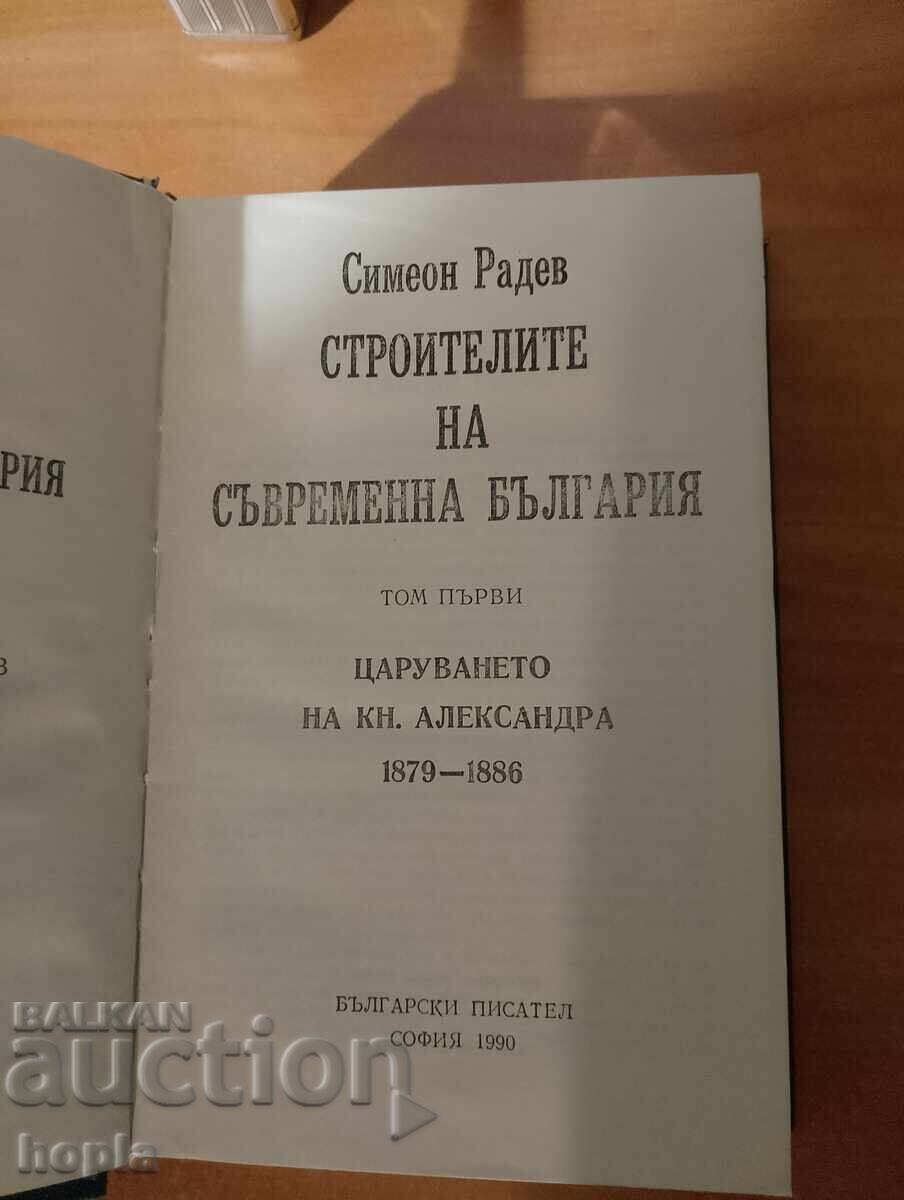 РИЯ
В
Симеон Радев
СТРОИТЕЛИТЕ
НА
СЪВРЕМЕННА БЪЛГАРИЯ
ТОМ ПЪРВИ
ЦАРУВАНЕТО
НА КН. АЛЕКСАНДРА
1879—1886
БЪЛГАРСКИ ПИСАТЕЛ
СОФИЯ 1990
BALKAN
auction
hopla